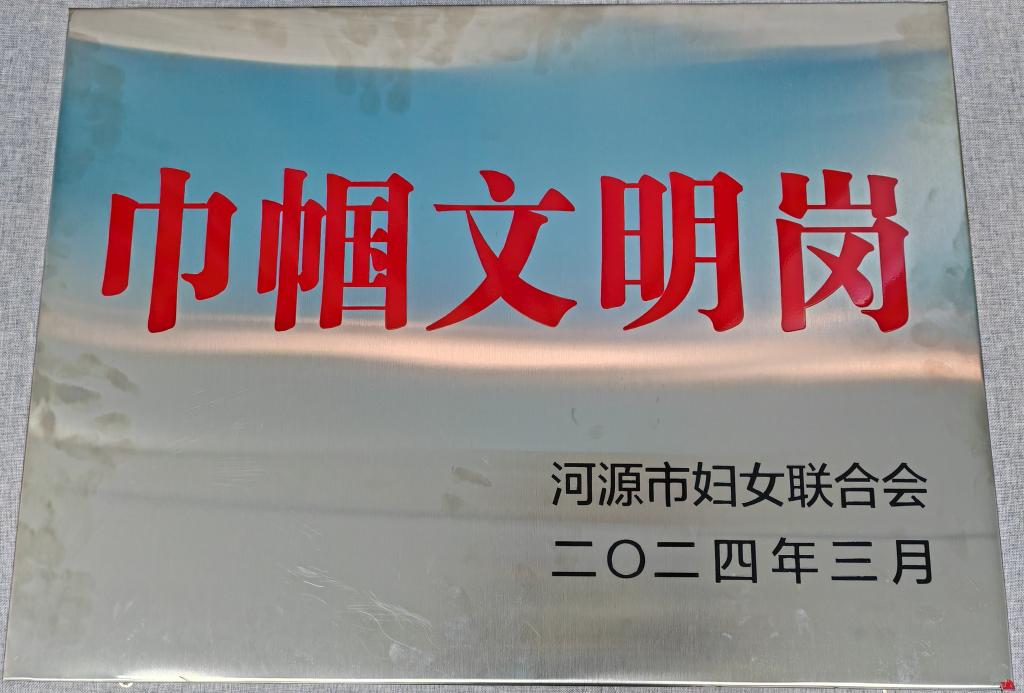 巾帼文明岗
河源市妇女联合会
二〇二四年三月